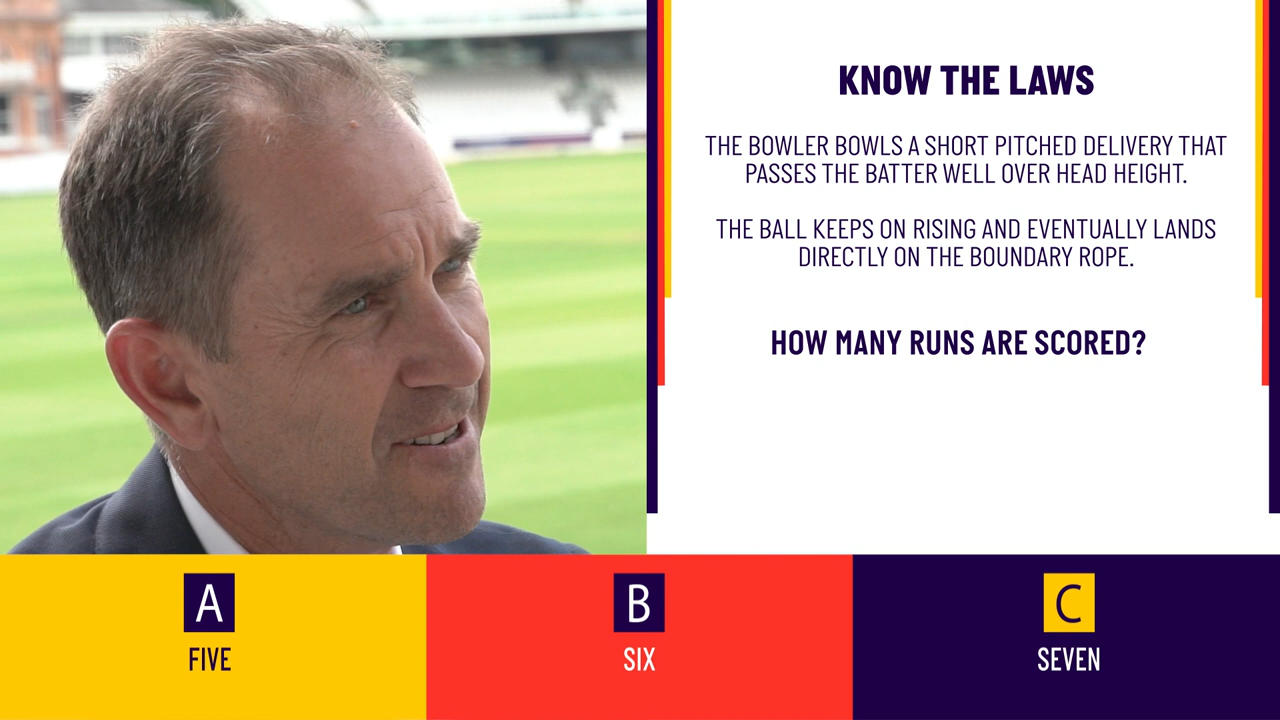 KNOW THE LAWS
THE BOWLER BOWLS A SHORT PITCHED DELIVERY THAT
PASSES THE BATTER WELL OVER HEAD HEIGHT.
THE BALL KEEPS ON RISING AND EVENTUALLY LANDS
DIRECTLY ON THE BOUNDARY ROPE.
HOW MANY RUNS ARE SCORED?
A
FIVE
B
SIX
C
SEVEN